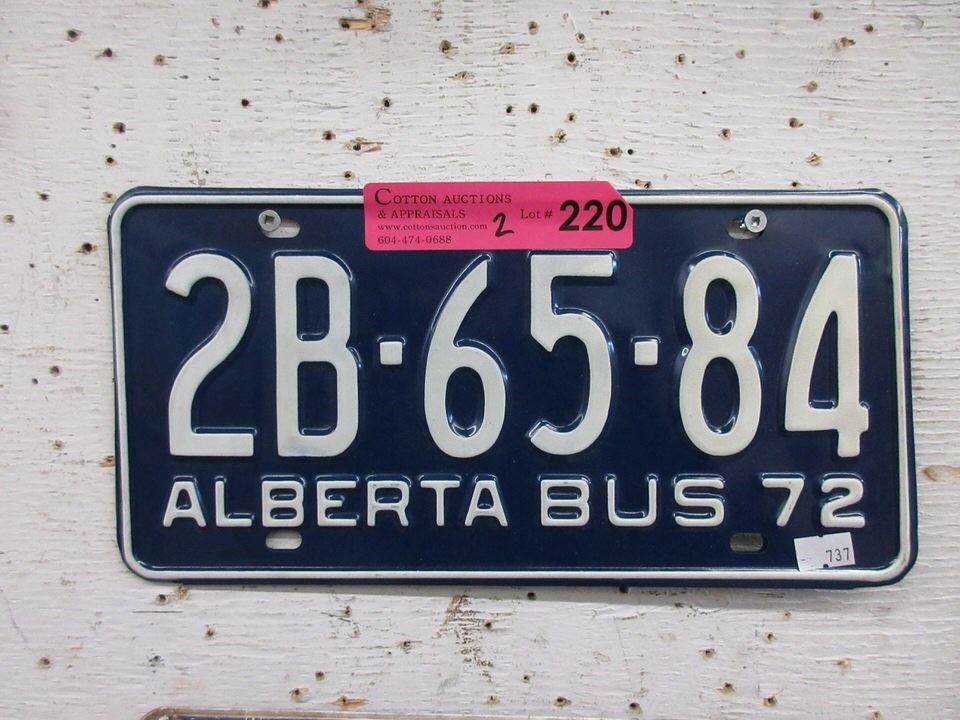 COTTON AUCTIONS
& APPRAISALS
www.cottonsauction.com
604-474-0688
2
Lot # 220
2B·65·84
ALBERTA BUS 72
737